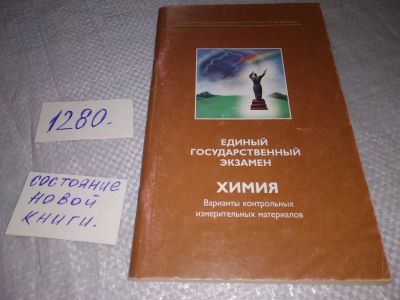 1280.
состояние
новой
книги.
ЕДИНЫЙ
ГОСУДАРСТВЕННЫЙ
ЭКЗАМЕН
ХИМИЯ
Варианты контрольных
измерительных материалов